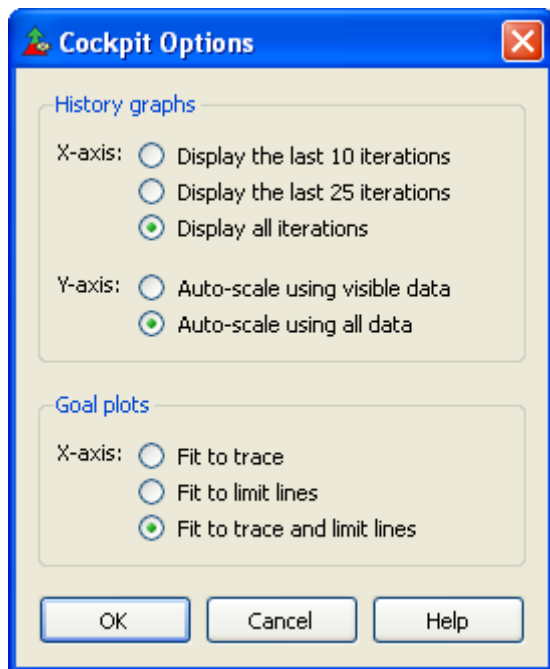 Cockpit Options
History graphs
X-axis: Display the last 10 iterations
Display the last 25 iterations
Display all iterations
Y-axis: Auto-scale using visible data
Auto-scale using all data
Goal plots
X-axis: Fit to trace
Fit to limit lines
Fit to trace and limit lines
OK Cancel Help